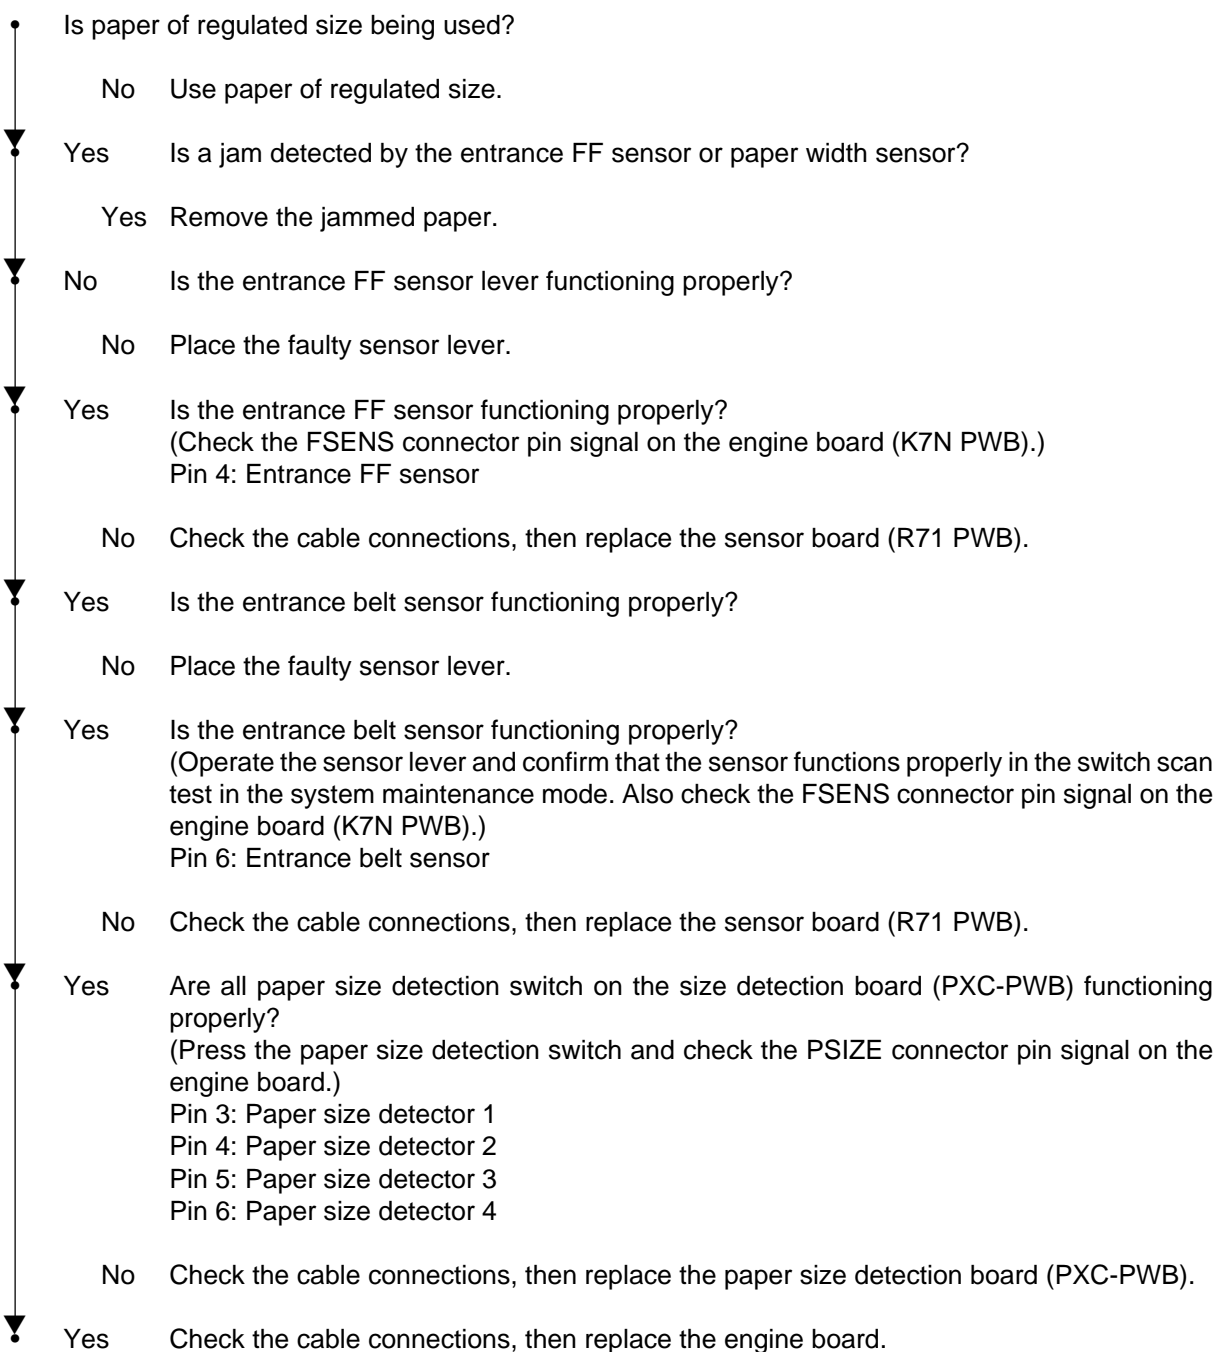 Is paper of regulated size being used?
No Use paper of regulated size.
Yes Is a jam detected by the entrance FF sensor or paper width sensor?
Yes Remove the jammed paper.
No Is the entrance FF sensor lever functioning properly?
No Place the faulty sensor lever.
Yes Is the entrance FF sensor functioning properly?
(Check the FSENS connector pin signal on the engine board (K7N PWB).)
Pin 4: Entrance FF sensor
No Check the cable connections, then replace the sensor board (R71 PWB).
Yes Is the entrance belt sensor functioning properly?
No Place the faulty sensor lever.
Yes Is the entrance belt sensor functioning properly?
(Operate the sensor lever and confirm that the sensor functions properly in the switch scan
test in the system maintenance mode. Also check the FSENS connector pin signal on the
engine board (K7N PWB).)
Pin 6: Entrance belt sensor
No Check the cable connections, then replace the sensor board (R71 PWB).
Yes Are all paper size detection switch on the size detection board (PXC-PWB) functioning
properly?
(Press the paper size detection switch and check the PSIZE connector pin signal on the
engine board.)
Pin 3: Paper size detector 1
Pin 4: Paper size detector 2
Pin 5: Paper size detector 3
Pin 6: Paper size detector 4
No Check the cable connections, then replace the paper size detection board (PXC-PWB).
Yes Check the cable connections, then replace the engine board.